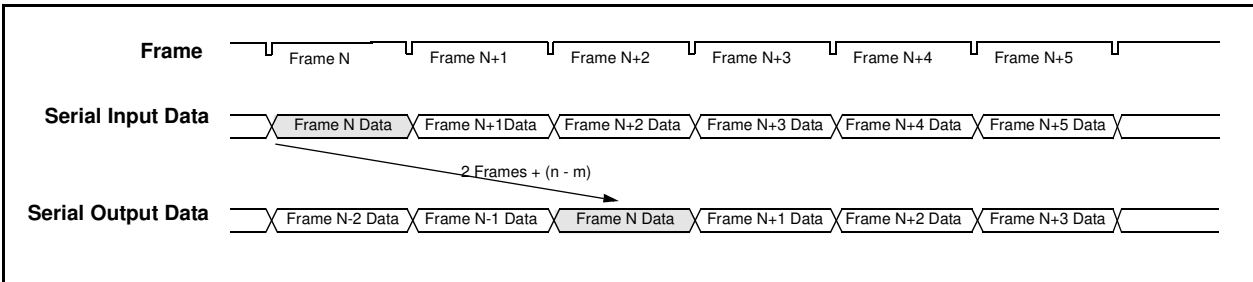 Frame
Frame N Frame N+1 Frame N+2 Frame N+3 Frame N+4 Frame N+5
Serial Input Data
Frame N Data Frame N+1Data Frame N+2 Data Frame N+3 Data Frame N+4 Data Frame N+5 Data
2 Frames + (n - m)
Serial Output Data
Frame N-2 Data Frame N-1 Data Frame N Data Frame N+1 Data Frame N+2 Data Frame N+3 Data